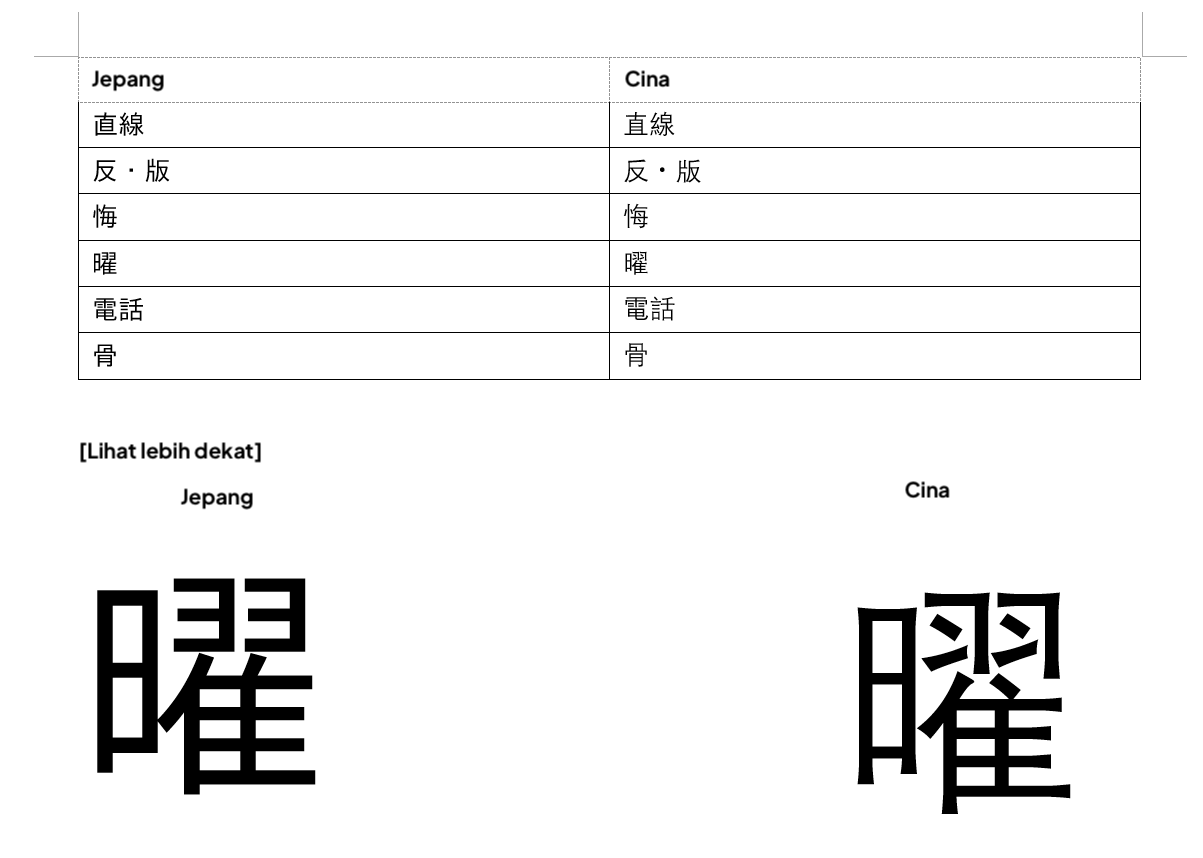 Jepang Cina
直線 直線
反・版 反・版
悔 悔
曜 曜
電話 電話
骨 骨
[Lihat lebih dekat]
Jepang Cina
曜 曜